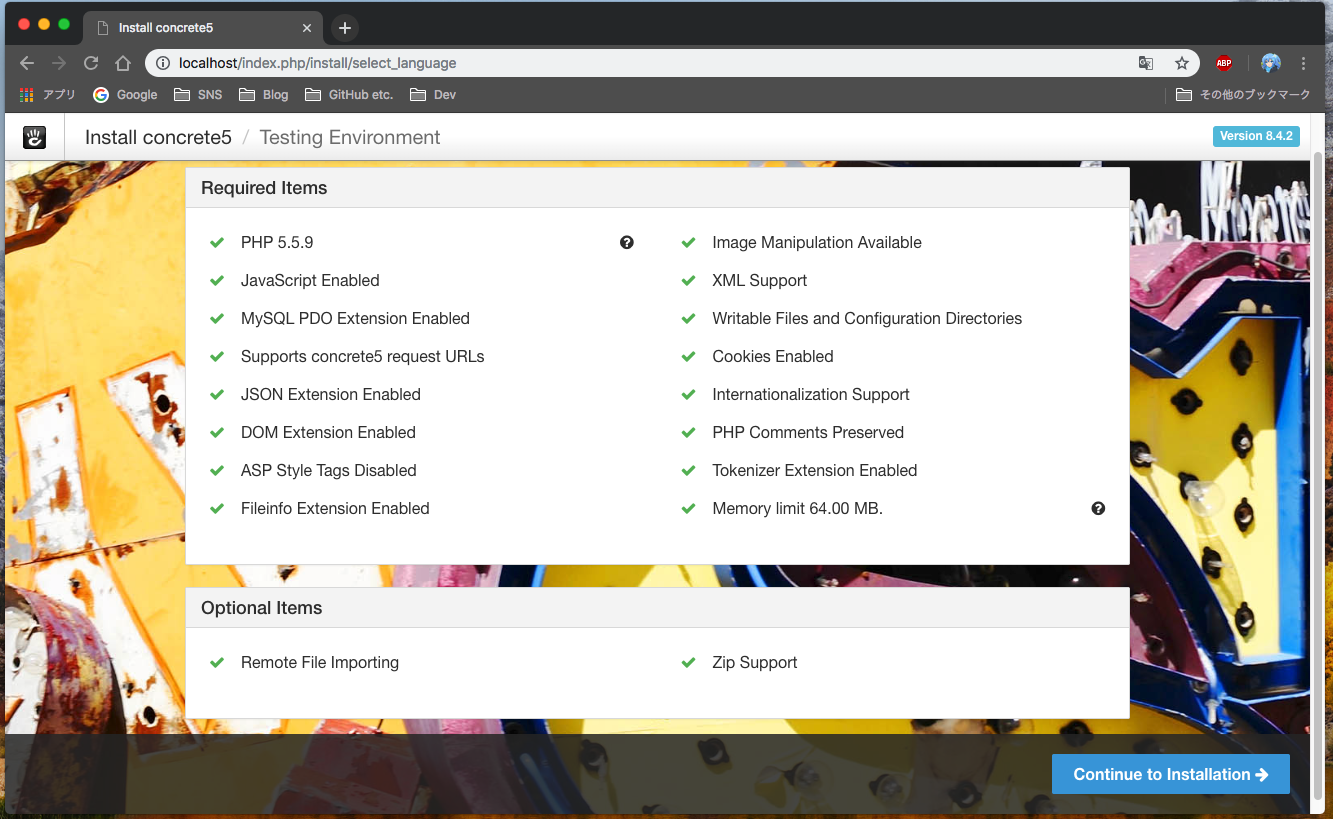 Install concrete5
localhost/index.php/install/select_language
ABP
アプリ Google SNS Blog GitHub etc. Dev その他のブックマーク
Install concrete5 / Testing Environment Version 8.4.2
Required Items
PHP 5.5.9
JavaScript Enabled
MySQL PDO Extension Enabled
Supports concrete5 request URLs
JSON Extension Enabled
DOM Extension Enabled
ASP Style Tags Disabled
Fileinfo Extension Enabled
Image Manipulation Available
XML Support
Writable Files and Configuration Directories
Cookies Enabled
Internationalization Support
PHP Comments Preserved
Tokenizer Extension Enabled
Memory limit 64.00 MB.
Optional Items
Remote File Importing
Zip Support
Continue to Installation